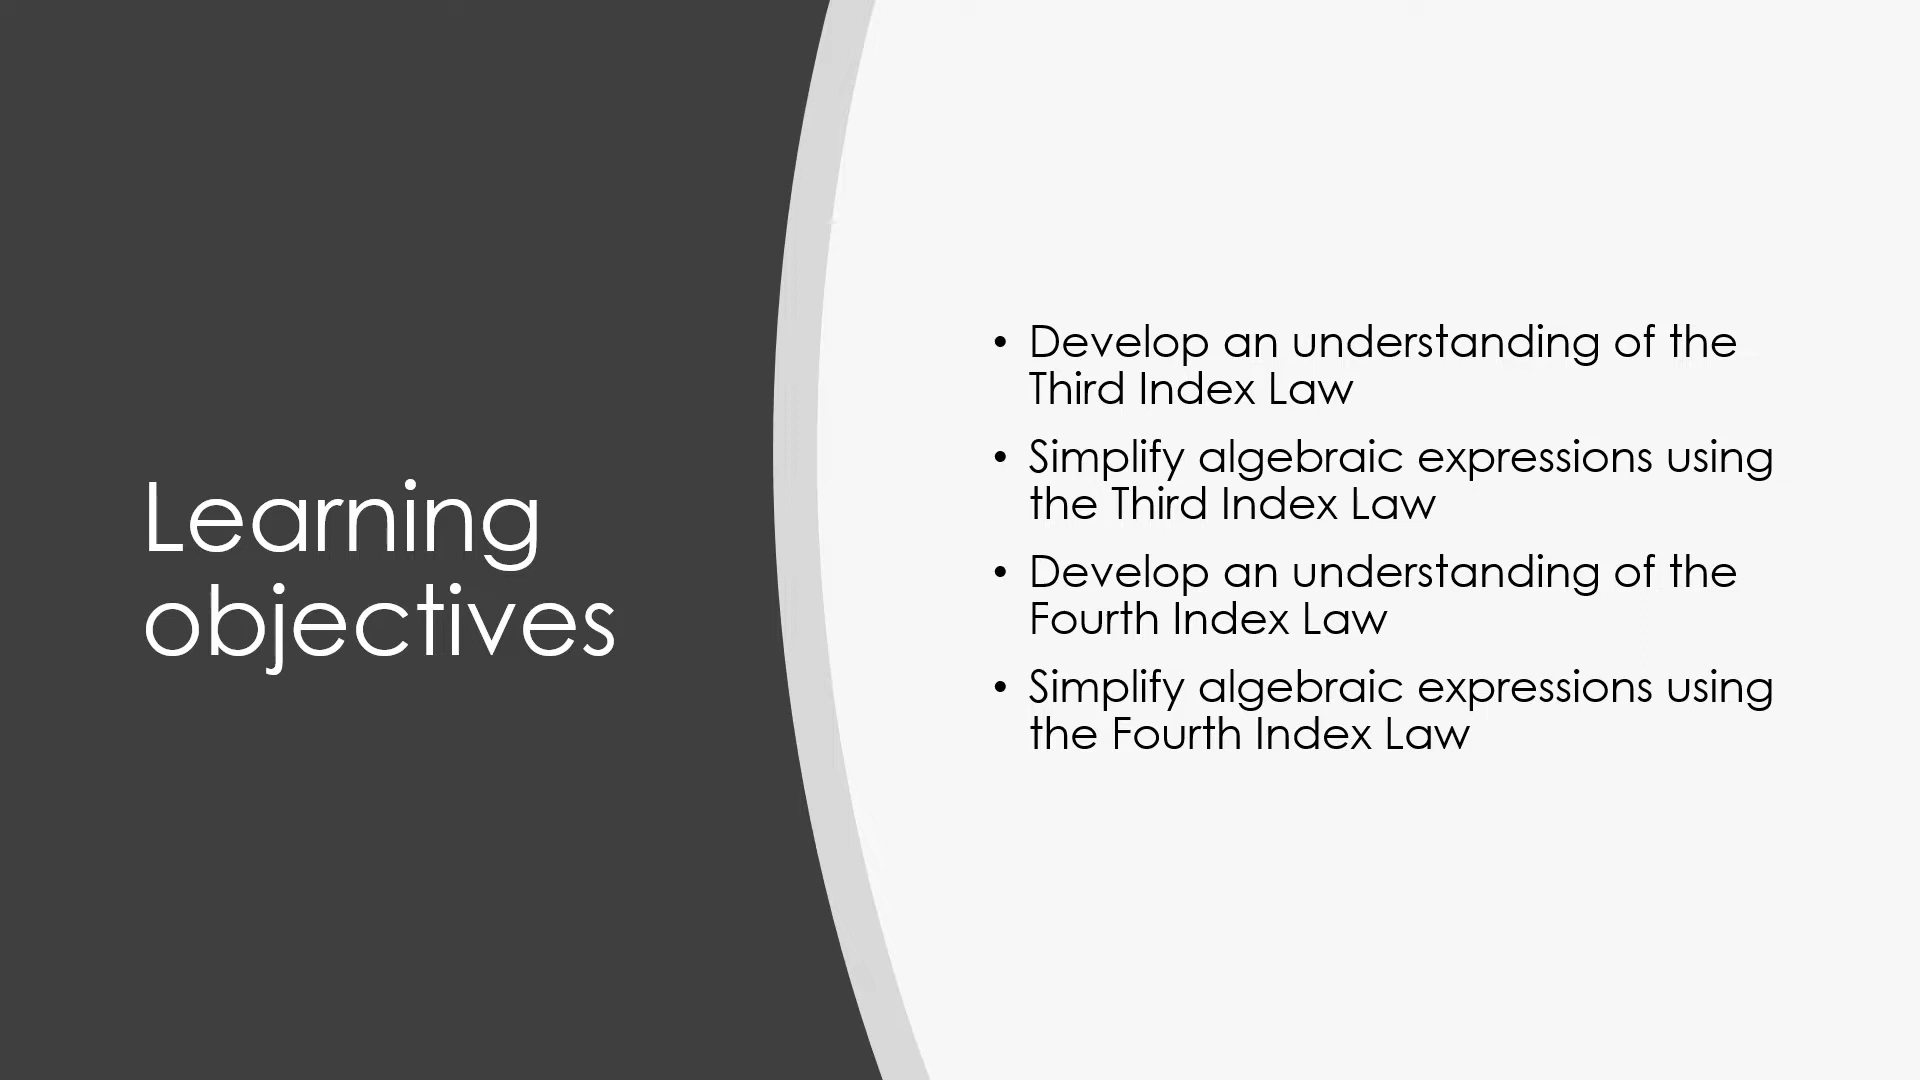 Learning
objectives
• Develop an understanding of the
Third Index Law
• Simplify algebraic expressions using
the Third Index Law
• Develop an understanding of the
Fourth Index Law
• Simplify algebraic expressions using
the Fourth Index Law